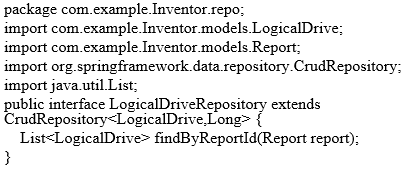 package com.example.Inventor.repo;
import com.example.Inventor.models.LogicalDrive;
import com.example.Inventor.models.Report;
import org.springframework.data.repository.CrudRepository;
import java.util.List;
public interface LogicalDriveRepository extends
CrudRepository<LogicalDrive,Long> {
    List<LogicalDrive> findByReportId(Report report);
}